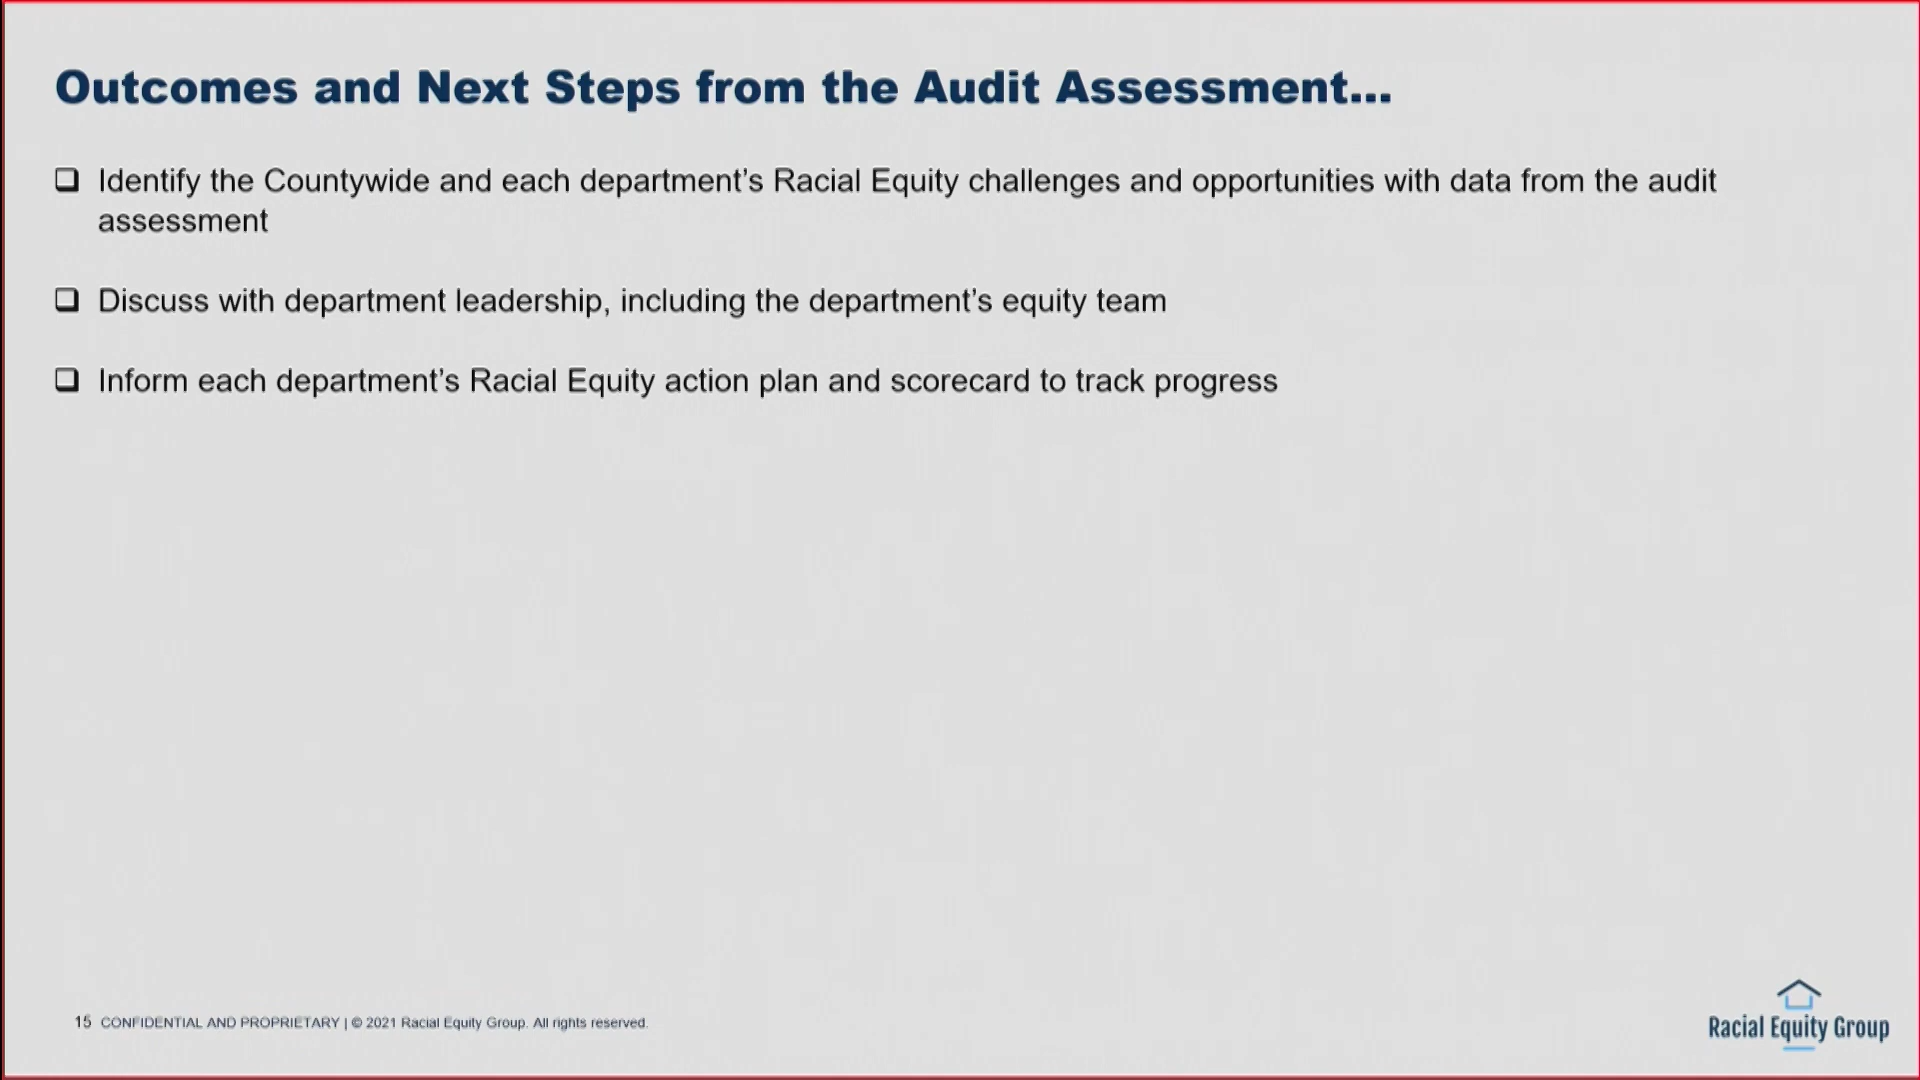 Outcomes and Next Steps from the Audit Assessment...
Identify the Countywide and each department’s Racial Equity challenges and opportunities with data from the audit
assessment
Discuss with department leadership, including the department’s equity team
Inform each department’s Racial Equity action plan and scorecard to track progress
15 CONFIDENTIAL AND PROPRIETARY | © 2021 Racial Equity Group. All rights reserved.
Racial Equity Group